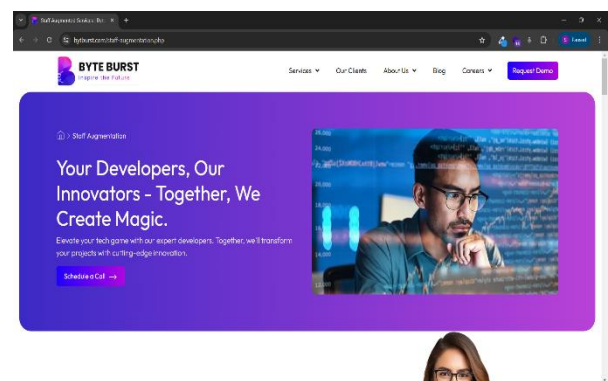 bytburst.com/staff-augmentation.php
BYTE BURST
Inspire the Future
Services
Our Clients
About Us
Blog
Careers
Request Demo
> Staff Augmentation
Your Developers, Our
Innovators - Together, We
Create Magic.
Elevate your tech game with our expert developers. Together, we'll transform
your projects with cutting-edge innovation.
Schedule a Call →